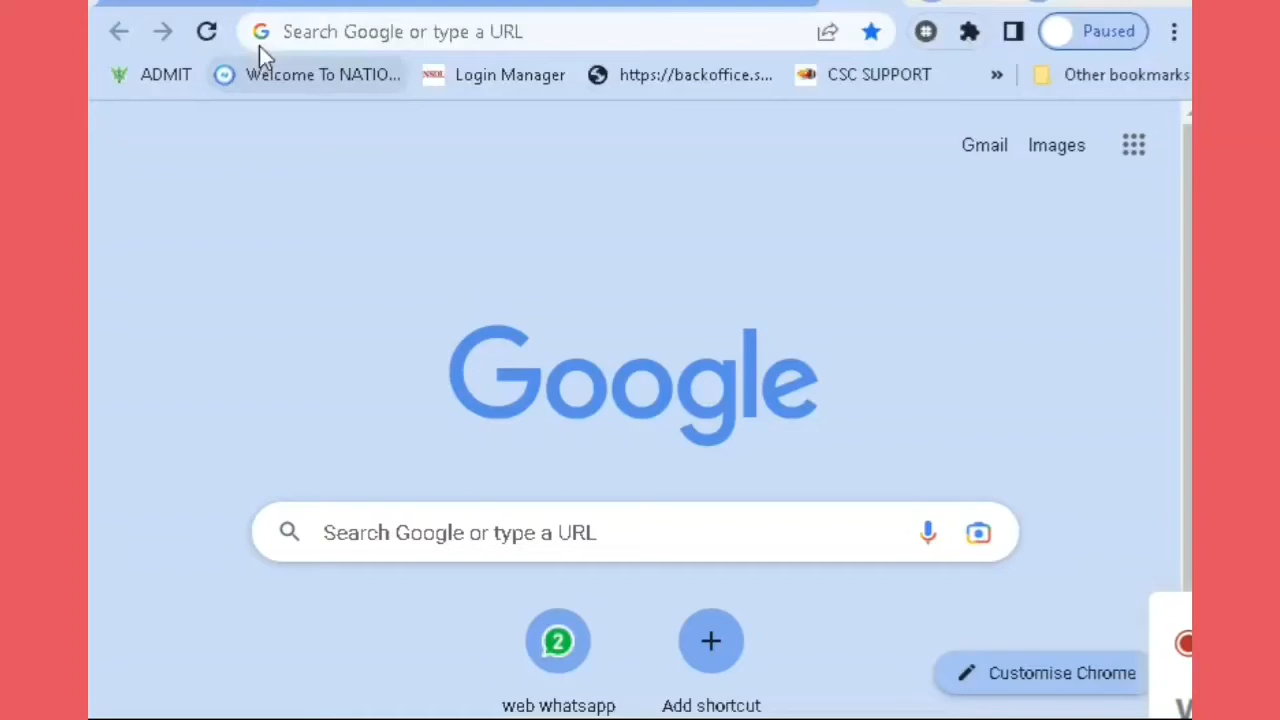 Search Google or type a URL
Paused
ADMIT
Welcome To NATIO...
NSDL
Login Manager
https://backoffice.s...
CSC SUPPORT
»
Other bookmarks
Gmail
Images
Google
Search Google or type a URL
2
web whatsapp
Add shortcut
Customise Chrome